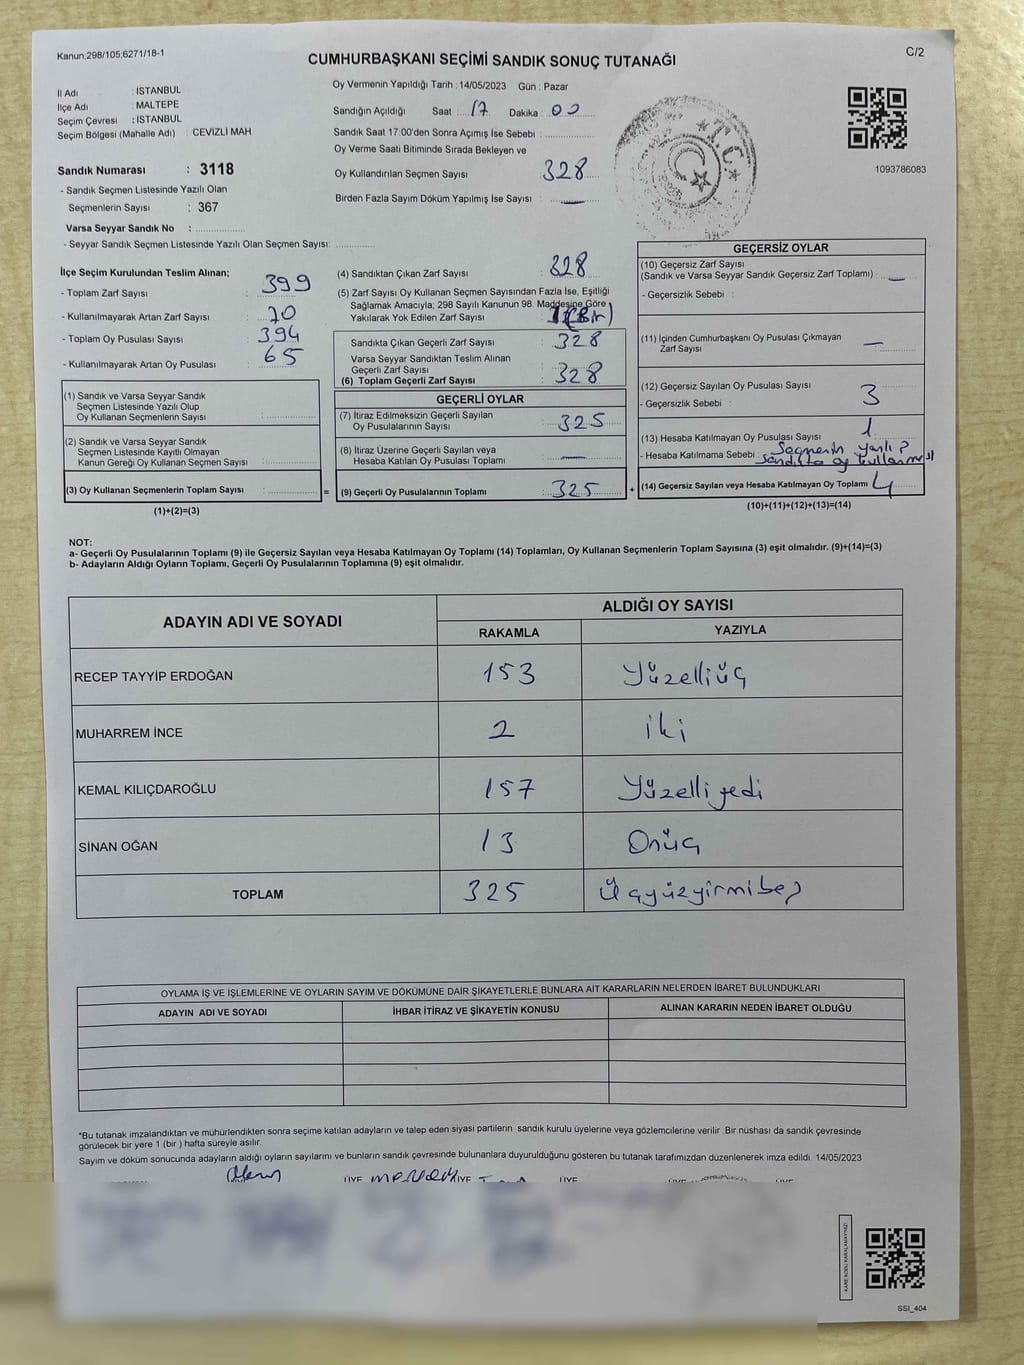 Kanun;298/105;6271/18-1
C/2
CUMHURBAŞKANI SEÇİMİ SANDIK SONUÇ TUTANAĞI
İl Adı : İSTANBUL
İlçe Adı : MALTEPE
Seçim Çevresi : İSTANBUL
Seçim Bölgesi (Mahalle Adı) : CEVİZLİ MAH
Sandık Numarası : 3118
- Sandık Seçmen Listesinde Yazılı Olan
Seçmenlerin Sayısı : 367
Varsa Seyyar Sandık No :
- Seyyar Sandık Seçmen Listesinde Yazılı Olan Seçmen Sayısı:
Oy Vermenin Yapıldığı Tarih : 14/05/2023 Gün : Pazar
Sandığın Açıldığı Saat : 17 Dakika : 00
Sandık Saat 17:00'den Sonra Açımış İse Sebebi :
Oy Verme Saati Bitiminde Sırada Bekleyen ve
Oy Kullandırılan Seçmen Sayısı : 328
Birden Fazla Sayım Döküm Yapılmış İse Sayısı : —
T.C.
1093786083
İlçe Seçim Kurulundan Teslim Alınan;
- Toplam Zarf Sayısı : 399
- Kullanılmayarak Artan Zarf Sayısı : 70
- Toplam Oy Pusulası Sayısı : 394
- Kullanılmayarak Artan Oy Pusulası : 65
(1) Sandık ve Varsa Seyyar Sandık
Seçmen Listesinde Yazılı Olup
Oy Kullanan Seçmenlerin Sayısı :
(2) Sandık ve Varsa Seyyar Sandık
Seçmen Listesinde Kayıtlı Olmayan
Kanun Gereği Oy Kullanan Seçmen Sayısı :
(3) Oy Kullanan Seçmenlerin Toplam Sayısı :
(1)+(2)=(3)
(4) Sandıktan Çıkan Zarf Sayısı : 328
(5) Zarf Sayısı Oy Kullanan Seçmen Sayısından Fazla İse, Eşitliği
Sağlamak Amacıyla; 298 Sayılı Kanunun 98. Maddesine Göre
Yakılarak Yok Edilen Zarf Sayısı : 1 (Bir)
Sandıkta Çıkan Geçerli Zarf Sayısı : 328
Varsa Seyyar Sandıktan Teslim Alınan
Geçerli Zarf Sayısı
(6) Toplam Geçerli Zarf Sayısı : 328
GEÇERLİ OYLAR
(7) İtiraz Edilmeksizin Geçerli Sayılan
Oy Pusulalarının Sayısı : 325
(8) İtiraz Üzerine Geçerli Sayılan veya
Hesaba Katılan Oy Pusulası Toplamı : —
= (9) Geçerli Oy Pusulalarının Toplamı : 325 +
GEÇERSİZ OYLAR
(10) Geçersiz Zarf Sayısı
(Sandık ve Varsa Seyyar Sandık Geçersiz Zarf Toplamı) : —
- Geçersizlik Sebebi :
(11) İçinden Cumhurbaşkanı Oy Pusulası Çıkmayan
Zarf Sayısı : —
(12) Geçersiz Sayılan Oy Pusulası Sayısı : 3
- Geçersizlik Sebebi :
(13) Hesaba Katılmayan Oy Pusulası Sayısı : 1
- Hesaba Katılmama Sebebi : Seçmenin yanlış
sandıkta oy kullanması
(14) Geçersiz Sayılan veya Hesaba Katılmayan Oy Toplamı : 4
(10)+(11)+(12)+(13)=(14)
NOT:
a- Geçerli Oy Pusulalarının Toplamı (9) ile Geçersiz Sayılan veya Hesaba Katılmayan Oy Toplamı (14) Toplamları, Oy Kullanan Seçmenlerin Toplam Sayısına (3) eşit olmalıdır. (9)+(14)=(3)
b- Adayların Aldığı Oyların Toplamı, Geçerli Oy Pusulalarının Toplamına (9) eşit olmalıdır.
ADAYIN ADI VE SOYADI ALDIĞI OY SAYISI
RAKAMLA YAZIYLA
RECEP TAYYİP ERDOĞAN 153 Yüzelliüç
MUHARREM İNCE 2 iki
KEMAL KILIÇDAROĞLU 157 Yüzelliyedi
SİNAN OĞAN 13 Onüç
TOPLAM 325 Üçyüzyirmibeş
OYLAMA İŞ VE İŞLEMLERİNE VE OYLARIN SAYIM VE DÖKÜMÜNE DAİR ŞİKAYETLERLE BUNLARA AİT KARARLARIN NELERDEN İBARET BULUNDUKLARI
ADAYIN ADI VE SOYADI İHBAR İTİRAZ VE ŞİKAYETİN KONUSU ALINAN KARARIN NEDEN İBARET OLDUĞU
*Bu tutanak imzalandıktan ve mühürlendikten sonra seçime katılan adayların ve talep eden siyasi partilerin sandık kurulu üyelerine veya gözlemcilerine verilir .Bir nüshası da sandık çevresinde
görülecek bir yere 1 (bir ) hafta süreyle asılır.
Sayım ve döküm sonucunda adayların aldığı oyların sayılarını ve bunların sandık çevresinde bulunanlara duyurulduğunu gösteren bu tutanak tarafımızdan düzenlenerek imza edildi. 14/05/2023
ÜYE ÜYE ÜYE
KARE KODU KARALAMAYINIZ!
SSI_404